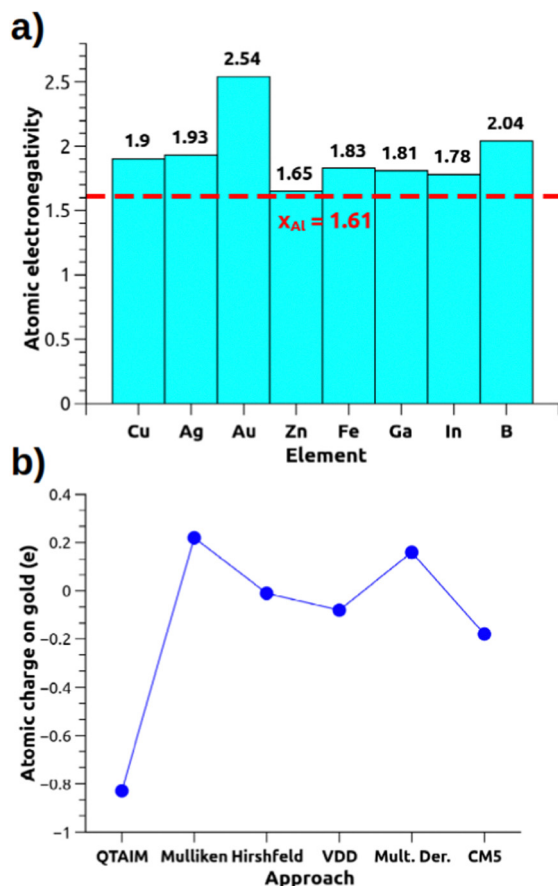 a)
Atomic electronegativity
2.5
2
1.5
1
0.5
0
1.9
1.93
2.54
1.65
1.83
1.81
1.78
2.04
xAl = 1.61
Cu Ag Au Zn Fe Ga In B
Element
b)
Atomic charge on gold (e)
0.4
0.2
0
−0.2
−0.4
−0.6
−0.8
−1
QTAIM Mulliken Hirshfeld VDD Mult. Der. CM5
Approach